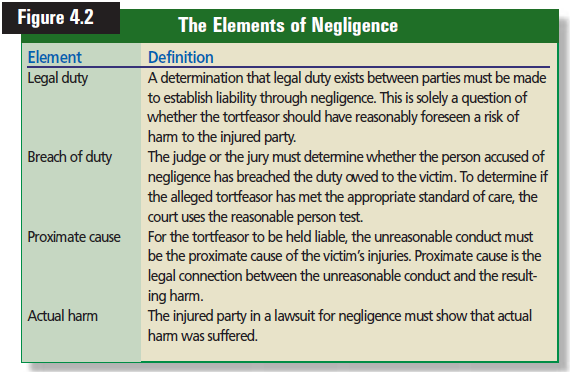 Figure 4.2
The Elements of Negligence
Element Definition
Legal duty A determination that legal duty exists between parties must be made
to establish liability through negligence. This is solely a question of
whether the tortfeasor should have reasonably foreseen a risk of
harm to the injured party.
Breach of duty The judge or the jury must determine whether the person accused of
negligence has breached the duty owed to the victim. To determine if
the alleged tortfeasor has met the appropriate standard of care, the
court uses the reasonable person test.
Proximate cause For the tortfeasor to be held liable, the unreasonable conduct must
be the proximate cause of the victim's injuries. Proximate cause is the
legal connection between the unreasonable conduct and the result-
ing harm.
Actual harm The injured party in a lawsuit for negligence must show that actual
harm was suffered.